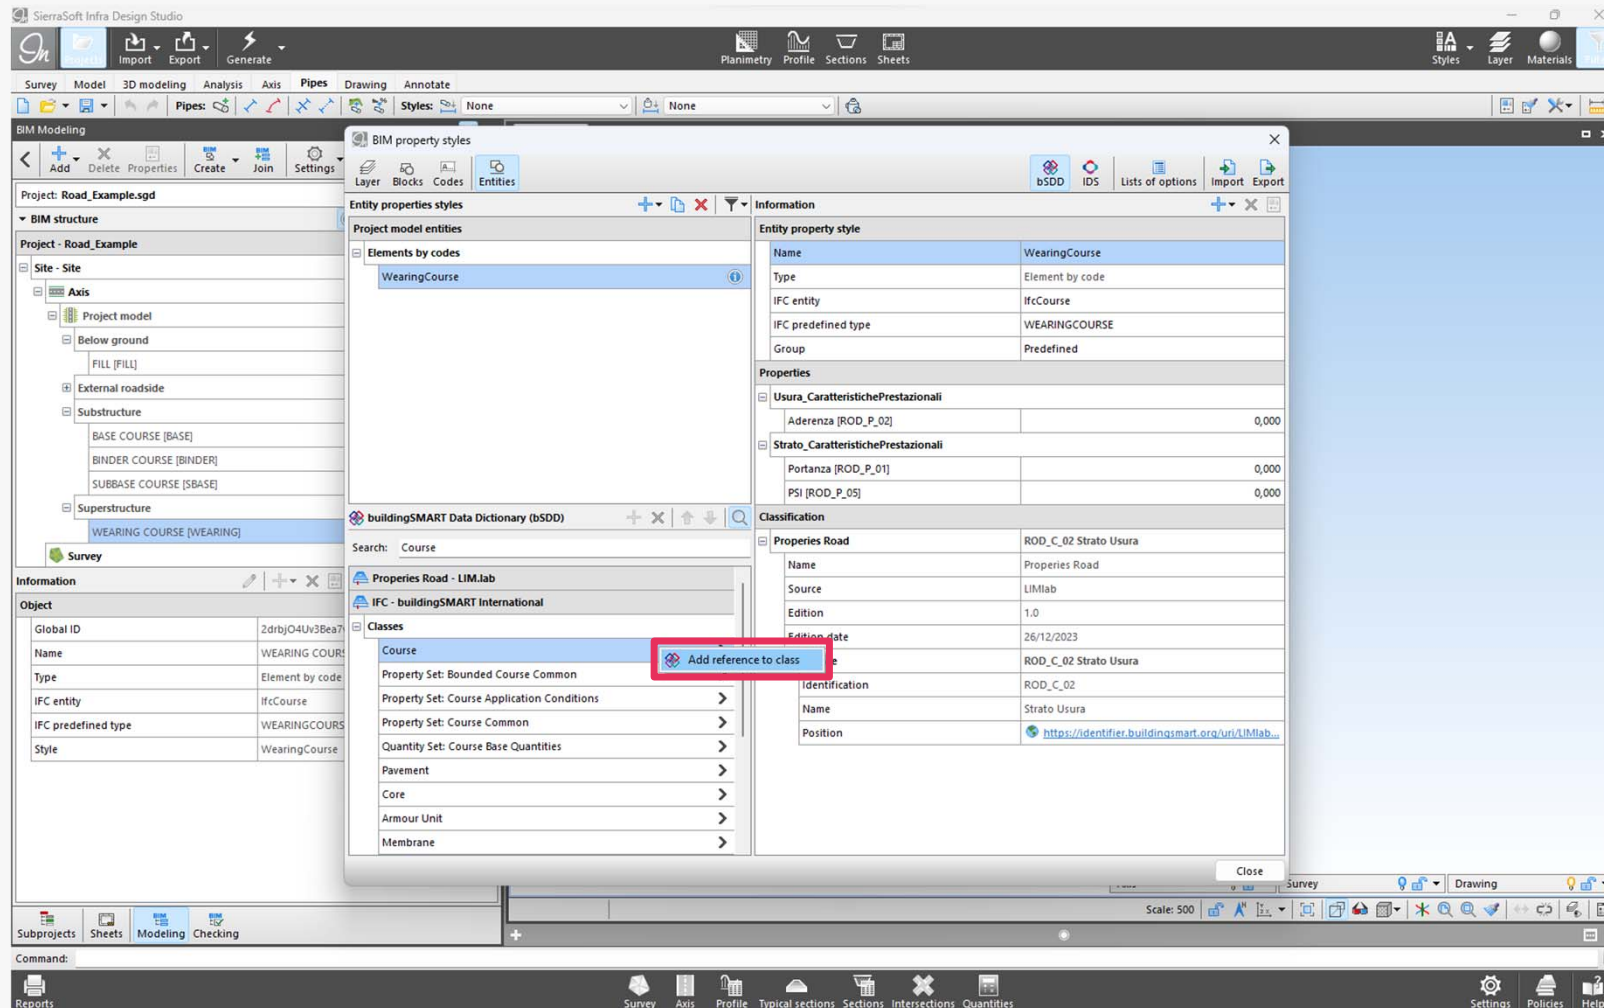 SierraSoft Infra Design Studio
Import Export Generate Planimetry Profile Sections Sheets Styles Layer Materials
Survey Model 3D modeling Analysis Axis Pipes Drawing Annotate
Pipes: Styles: None None
BIM Modeling
Add Delete Properties Create Join Settings
Project: Road_Example.sgd
BIM structure
Project - Road_Example
Site - Site
Axis
Project model
Below ground
FILL [FILL]
External roadside
Substructure
BASE COURSE [BASE]
BINDER COURSE [BINDER]
SUBBASE COURSE [SBASE]
Superstructure
WEARING COURSE [WEARING]
Survey
Information
Object
Global ID 2drbjO4Uv3Bea7
Name WEARING COURS
Type Element by code
IFC entity IfcCourse
IFC predefined type WEARINGCOURS
Style WearingCourse
BIM property styles
Layer Blocks Codes Entities bSDD IDS Lists of options Import Export
Entity properties styles
Project model entities
Elements by codes
WearingCourse
buildingSMART Data Dictionary (bSDD)
Search: Course
Properies Road - LIM.lab
IFC - buildingSMART International
Classes
Course
Add reference to class
Property Set: Bounded Course Common
Property Set: Course Application Conditions
Property Set: Course Common
Quantity Set: Course Base Quantities
Pavement
Core
Armour Unit
Membrane
Information
Entity property style
Name WearingCourse
Type Element by code
IFC entity IfcCourse
IFC predefined type WEARINGCOURSE
Group Predefined
Properties
Usura_CaratteristichePrestazionali
Aderenza [ROD_P_02] 0,000
Strato_CaratteristichePrestazionali
Portanza [ROD_P_01] 0,000
PSI [ROD_P_05] 0,000
Classification
Properies Road ROD_C_02 Strato Usura
Name Properies Road
Source LIMlab
Edition 1.0
Edition date 26/12/2023
ROD_C_02 Strato Usura
Identification ROD_C_02
Name Strato Usura
Position https://identifier.buildingsmart.org/uri/LIMlab...
Close
Survey Drawing
Scale: 500
Subprojects Sheets Modeling Checking
Command:
Reports Survey Axis Profile Typical sections Sections Intersections Quantities Settings Policies Help